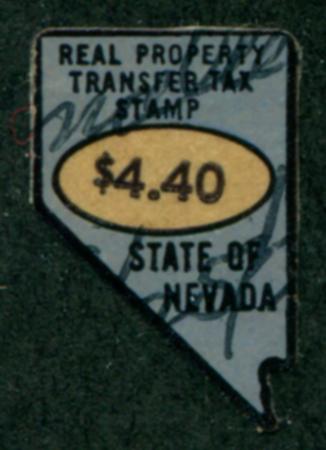 REAL PROPERTY
TRANSFER TAX
STAMP
$4.40
STATE OF
NEVADA